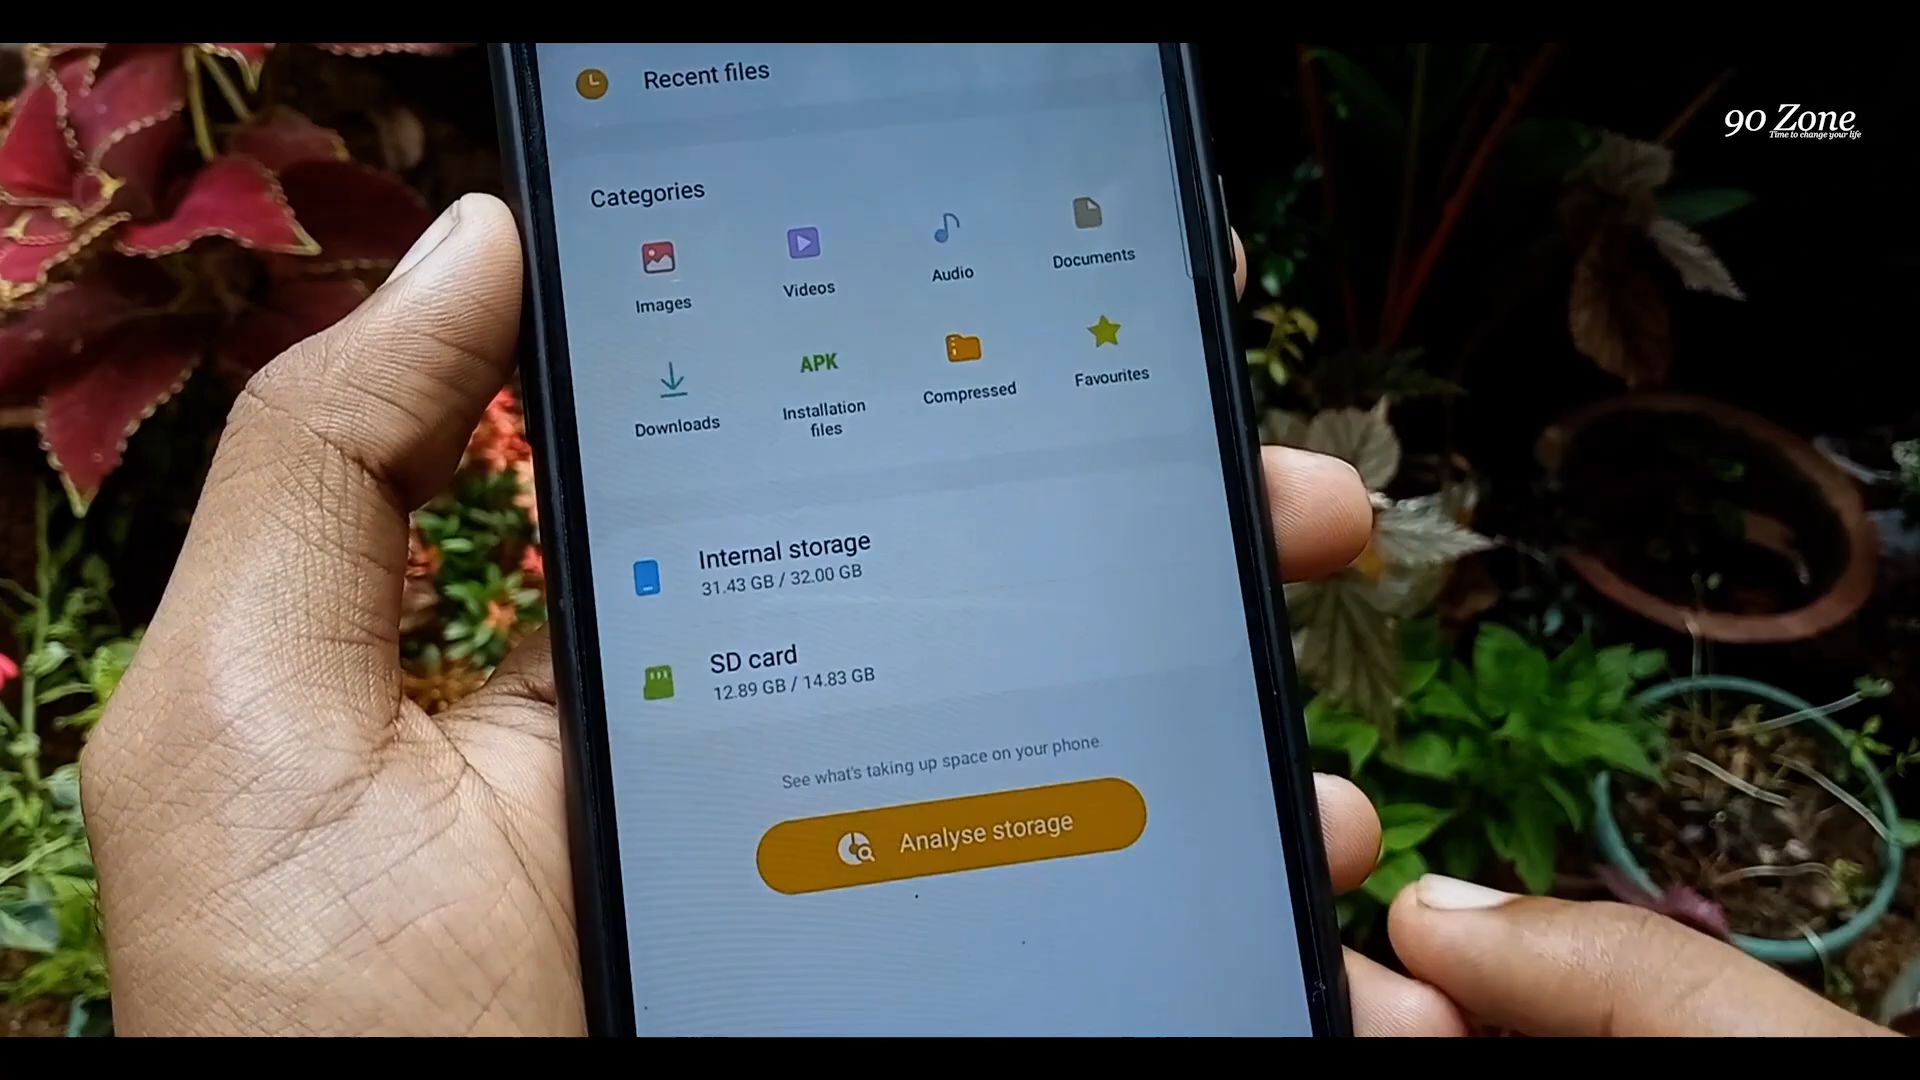 90 Zone
Time to change your life
Recent files
Categories
Images
Videos
Audio
Documents
Downloads
APK
Installation
files
Compressed
Favourites
Internal storage
31.43 GB / 32.00 GB
SD card
12.89 GB / 14.83 GB
See what's taking up space on your phone.
Analyse storage